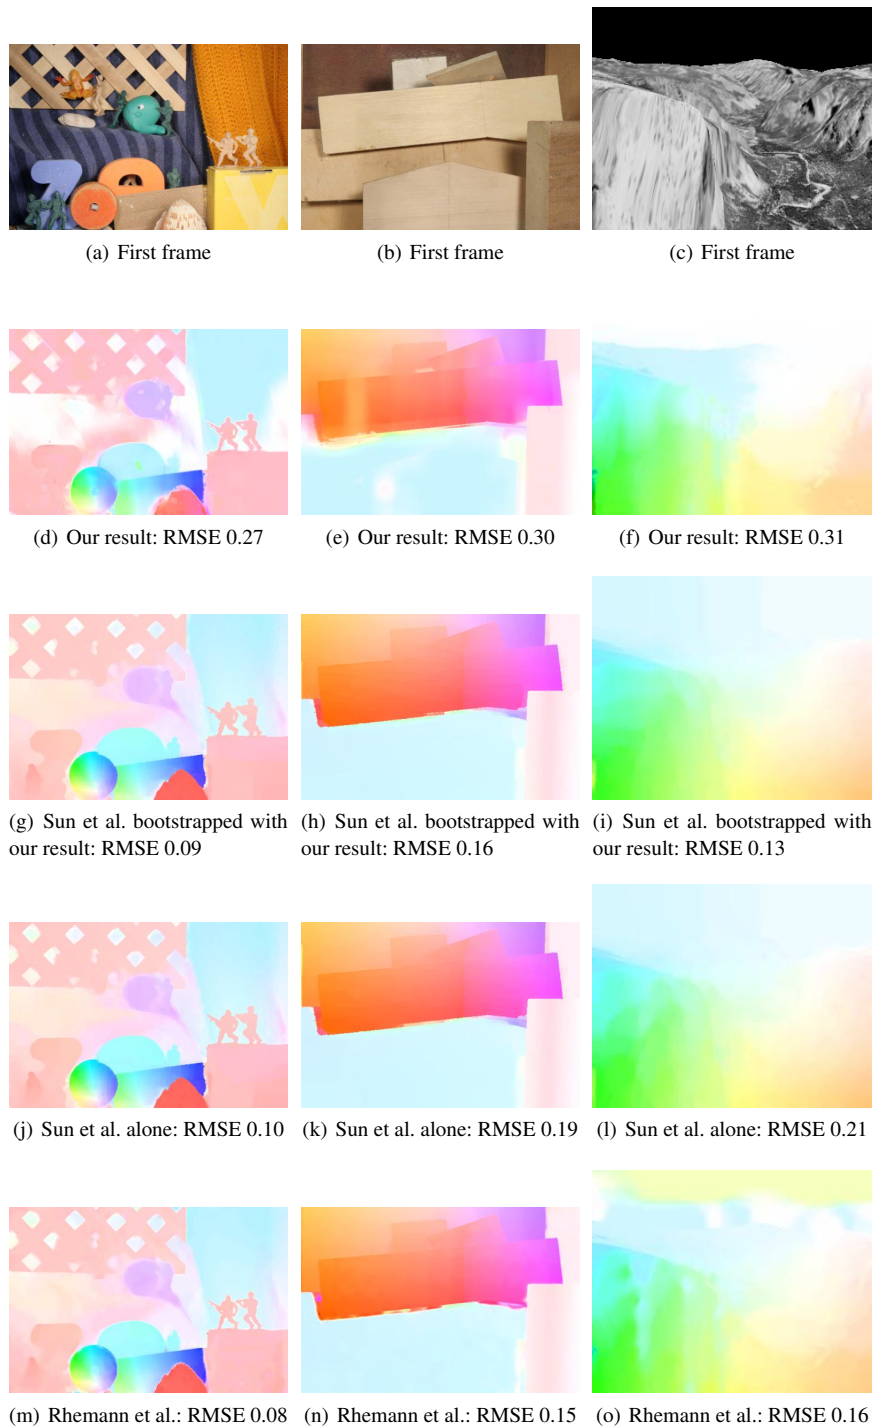 (a) First frame
(b) First frame
(c) First frame
(d) Our result: RMSE 0.27
(e) Our result: RMSE 0.30
(f) Our result: RMSE 0.31
(g) Sun et al. bootstrapped with
our result: RMSE 0.09
(h) Sun et al. bootstrapped with
our result: RMSE 0.16
(i) Sun et al. bootstrapped with
our result: RMSE 0.13
(j) Sun et al. alone: RMSE 0.10
(k) Sun et al. alone: RMSE 0.19
(l) Sun et al. alone: RMSE 0.21
(m) Rhemann et al.: RMSE 0.08
(n) Rhemann et al.: RMSE 0.15
(o) Rhemann et al.: RMSE 0.16